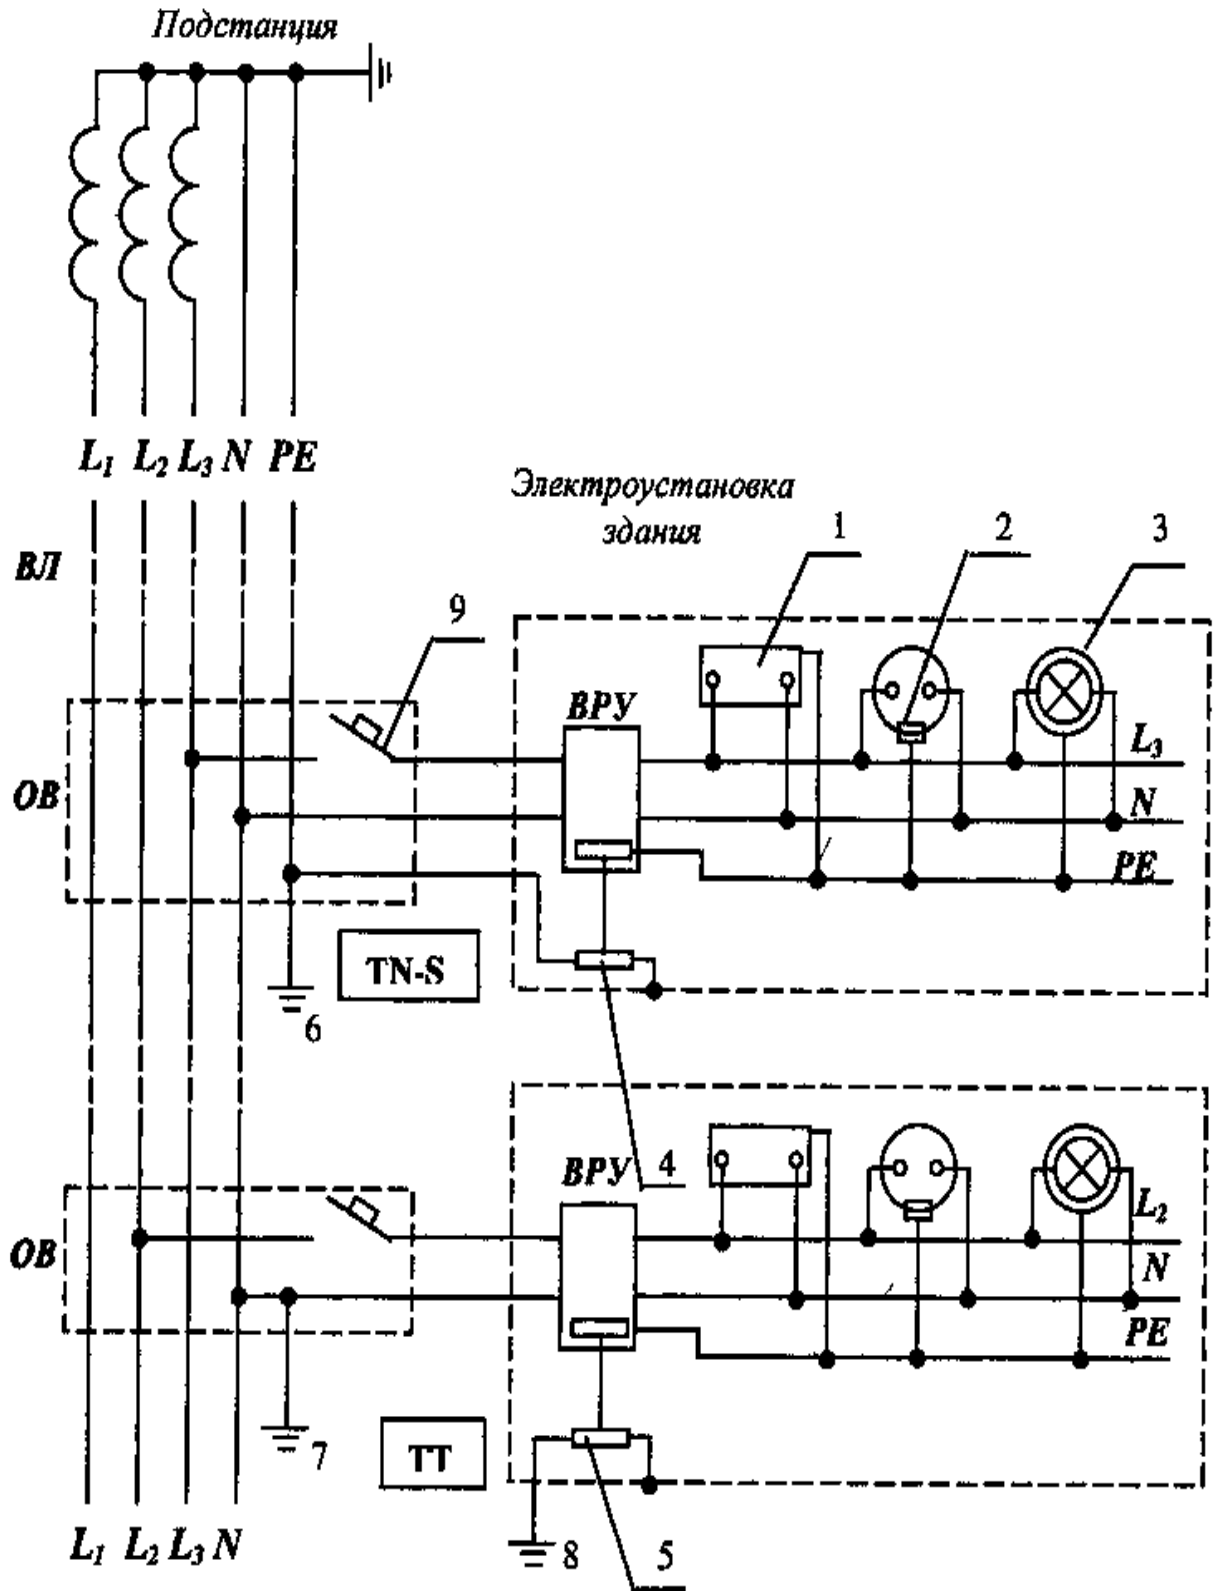 Подстанция
L1 L2 L3 N PE
Электроустановка
здания
1
2
3
ВЛ
9
ВРУ
L3
ОВ
N
PE
TN-S
6
ВРУ
4
L2
ОВ
N
PE
7
TT
L1 L2 L3 N
8
5